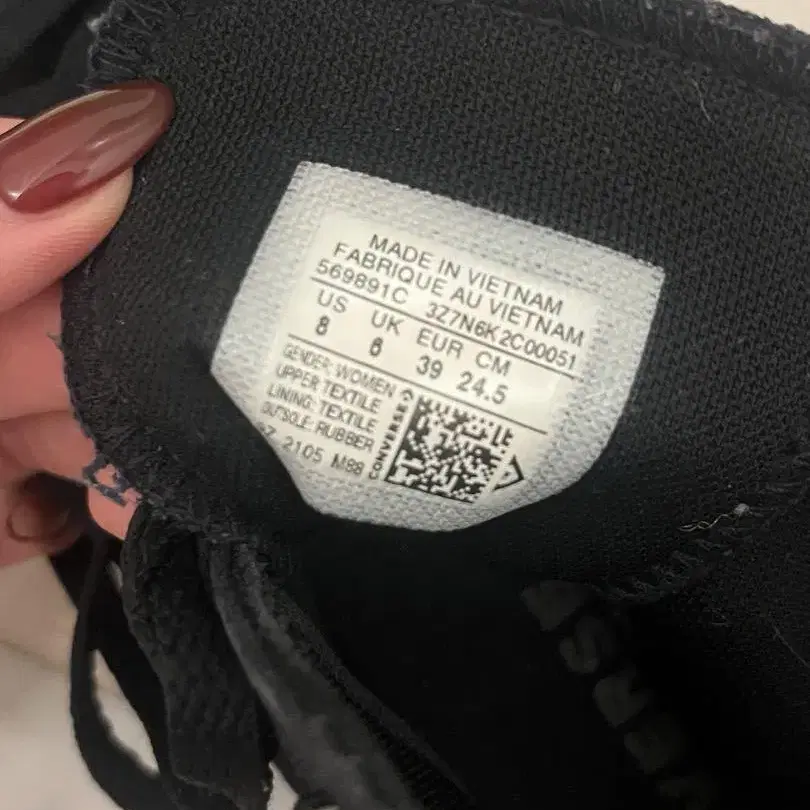 MADE IN VIETNAM
FABRIQUE AU VIETNAM
569891C 3Z7N6K2C00051
US UK EUR CM
8 6 39 24.5
GENDER: WOMEN
UPPER: TEXTILE
LINING: TEXTILE
OUTSOLE: RUBBER
2105 M88
CONVERSE